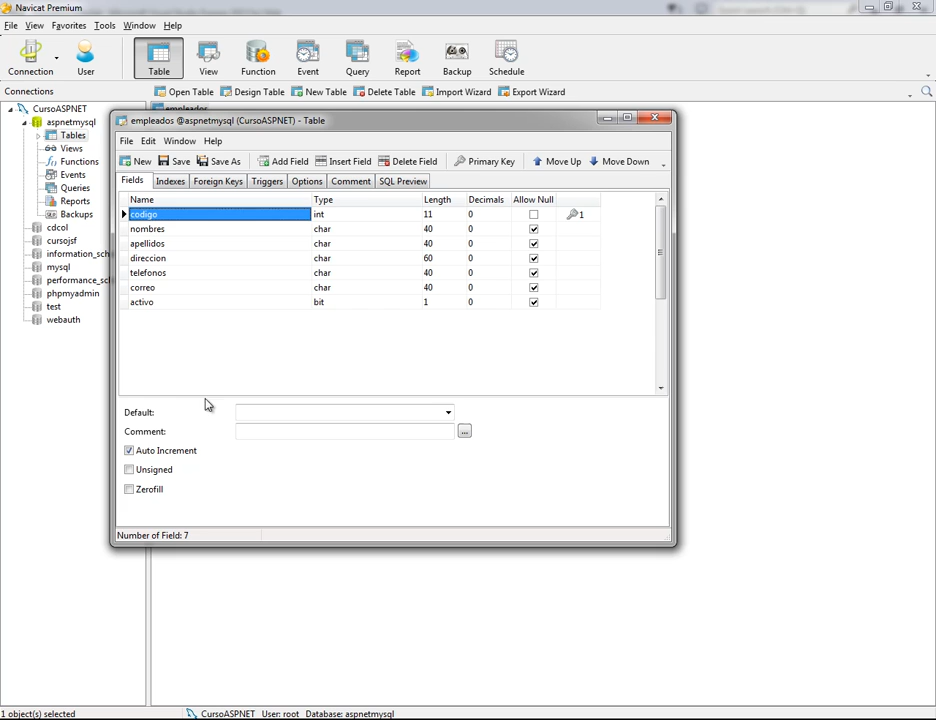 Navicat Premium
File View Favorites Tools Window Help
Connection User Table View Function Event Query Report Backup Schedule
Connections
Open Table Design Table New Table Delete Table Import Wizard Export Wizard
CursoASPNET
aspnetmysql
Tables
Views
Functions
Events
Queries
Reports
Backups
cdcol
cursojsf
information_sch
mysql
performance_sc
phpmyadmin
test
webauth
empleados
empleados @aspnetmysql (CursoASPNET) - Table
File Edit Window Help
New Save Save As Add Field Insert Field Delete Field Primary Key Move Up Move Down
Fields Indexes Foreign Keys Triggers Options Comment SQL Preview
Name Type Length Decimals Allow Null
codigo int 11 0 1
nombres char 40 0
apellidos char 40 0
direccion char 60 0
telefonos char 40 0
correo char 40 0
activo bit 1 0
Default:
Comment: ...
Auto Increment
Unsigned
Zerofill
Number of Field: 7
1 object(s) selected CursoASPNET User: root Database: aspnetmysql